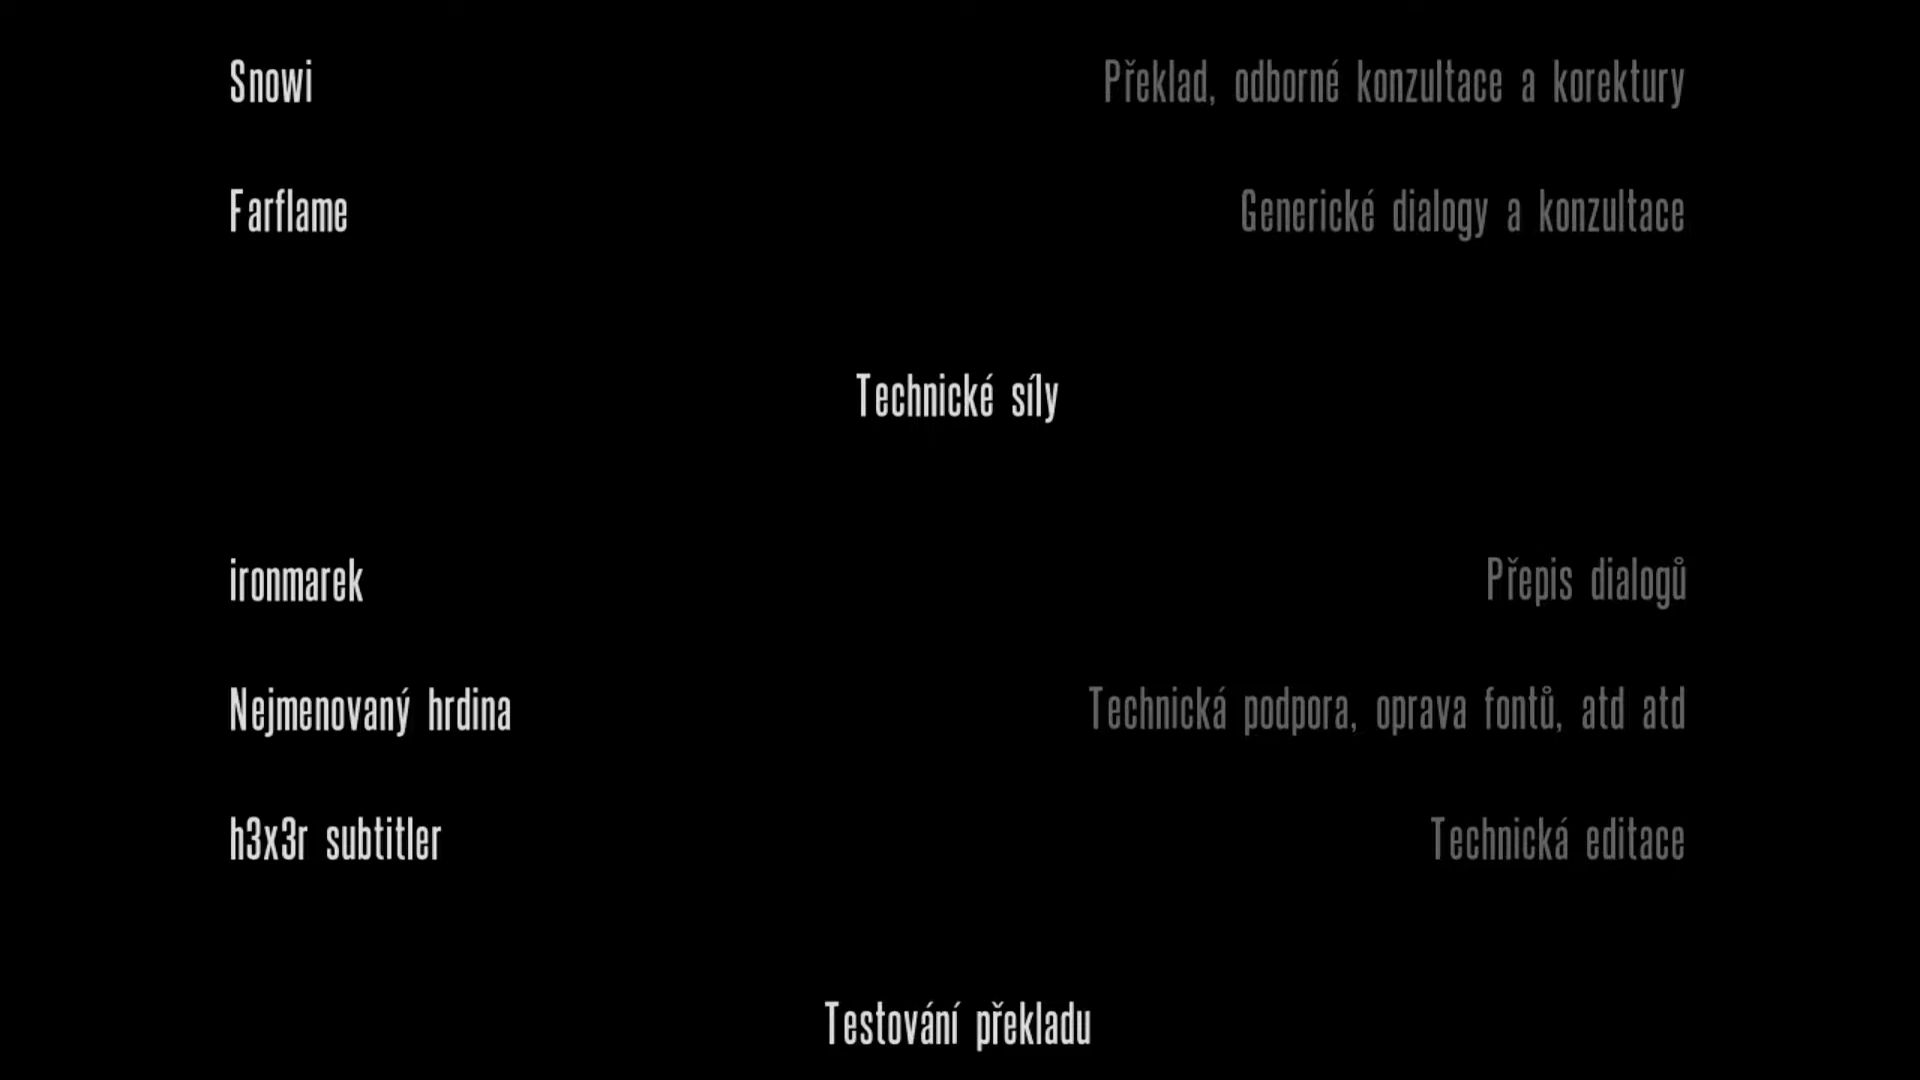 Snowi Překlad, odborné konzultace a korektury
Farflame Generické dialogy a konzultace
Technické síly
ironmarek Přepis dialogů
Nejmenovaný hrdina Technická podpora, oprava fontů, atd atd
h3x3r subtitler Technická editace
Testování překladu